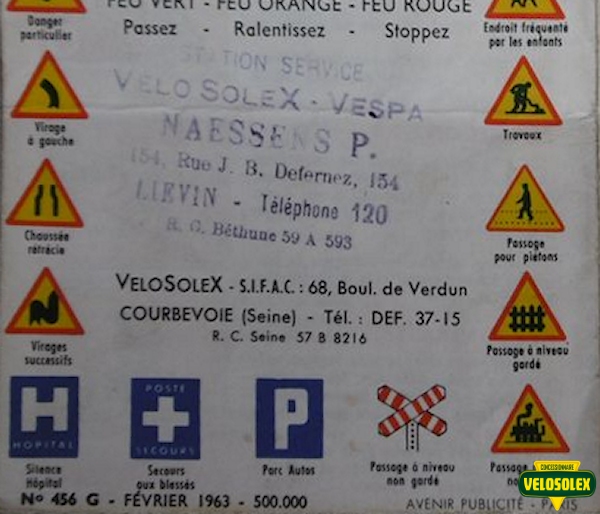 FEU VERT - FEU ORANGE - FEU ROUGE
Passez - Ralentissez - Stoppez
Danger
particulier
Endroit fréquenté
par les enfants
STATION SERVICE
VELO SOLEX - VESPA
NAESSENS P.
154, Rue J. B. Defernez, 154
LIEVIN - Téléphone 120
R. C. Béthune 59 A 593
Virage
à gauche
Travaux
Chaussée
rétrécie
Passage
pour piétons
VELOSOLEX - S.I.F.A.C. : 68, Boul. de Verdun
COURBEVOIE (Seine) - Tél. : DEF. 37-15
R. C. Seine 57 B 8216
Virages
successifs
Passage à niveau
gardé
H
HOPITAL
POSTE
SECOURS
P
Silence
Hôpital
Secours
aux blessés
Parc Autos
Passage à niveau
non gardé
Passage
No 456 G - FÉVRIER 1963 - 500.000
AVENIR PUBLICITÉ - PARIS
CONCESSIONNAIRE
VELOSOLEX